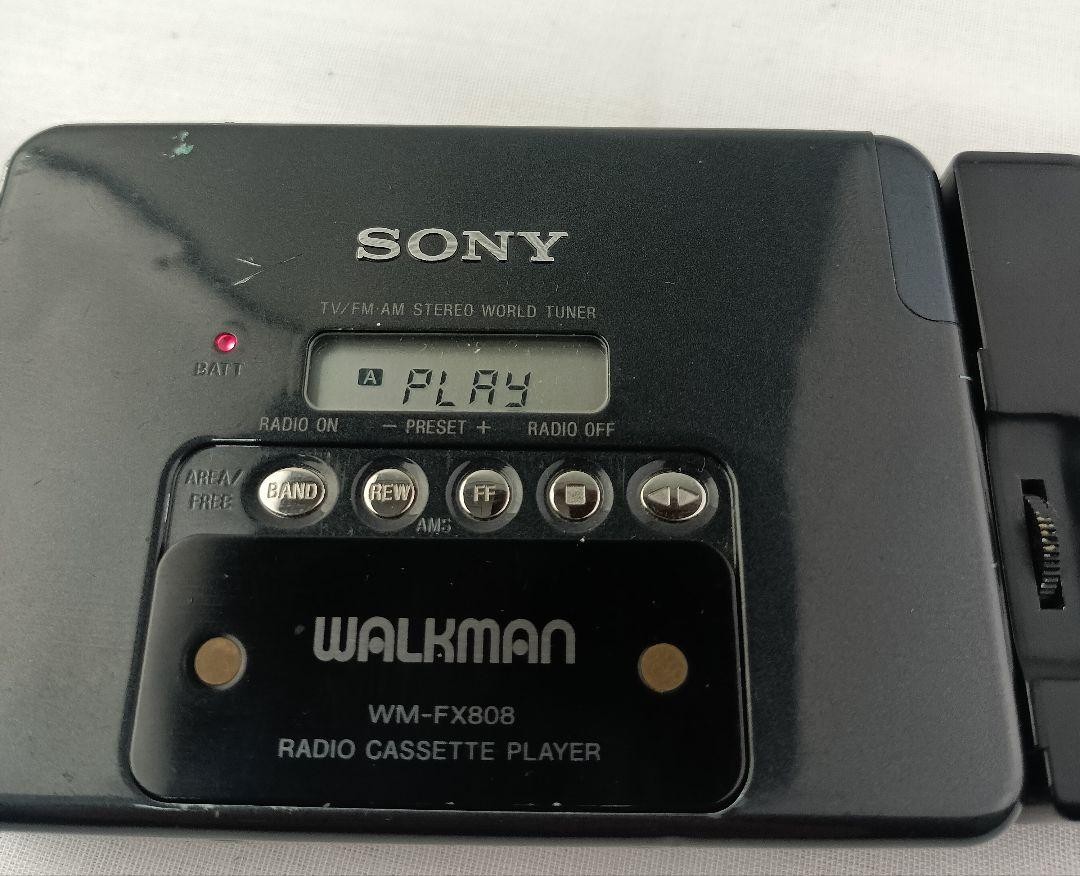 SONY
TV/FM·AM STEREO WORLD TUNER
BATT
A PLAY
RADIO ON − PRESET + RADIO OFF
AREA/
FREE
BAND REW FF
AMS
WALKMAN
WM-FX808
RADIO CASSETTE PLAYER